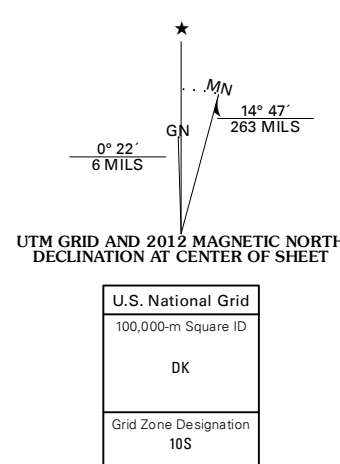 ★
MN
GN
14° 47´
263 MILS
0° 22´
6 MILS
UTM GRID AND 2012 MAGNETIC NORTH
DECLINATION AT CENTER OF SHEET
U.S. National Grid
100,000-m Square ID
DK
Grid Zone Designation
10S